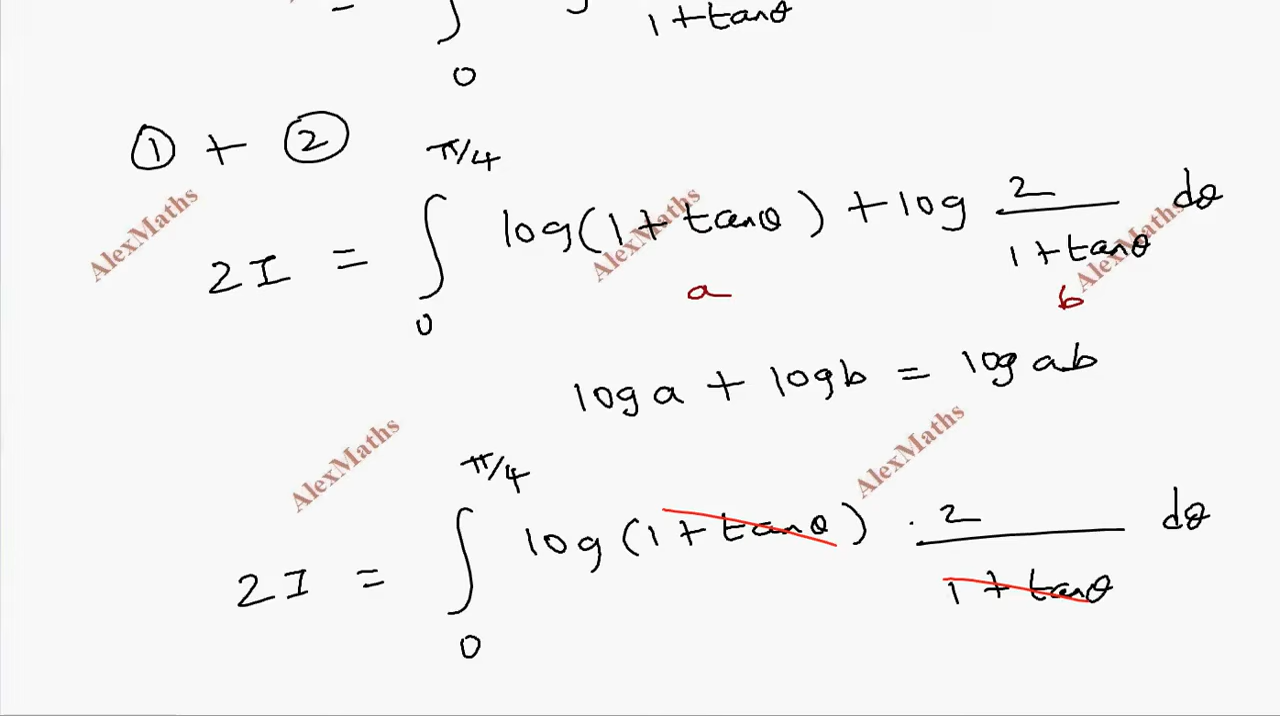 = ∫
1 + tanθ
0
① + ②
π/4
2I = ∫ log(1 + tanθ) + log 2 dθ
1 + tanθ
0
a b
log a + log b = log ab
π/4
2I = ∫ log(1 + tanθ) . 2 dθ
1 + tanθ
0
AlexMaths
AlexMaths
AlexMaths
AlexMaths
AlexMaths